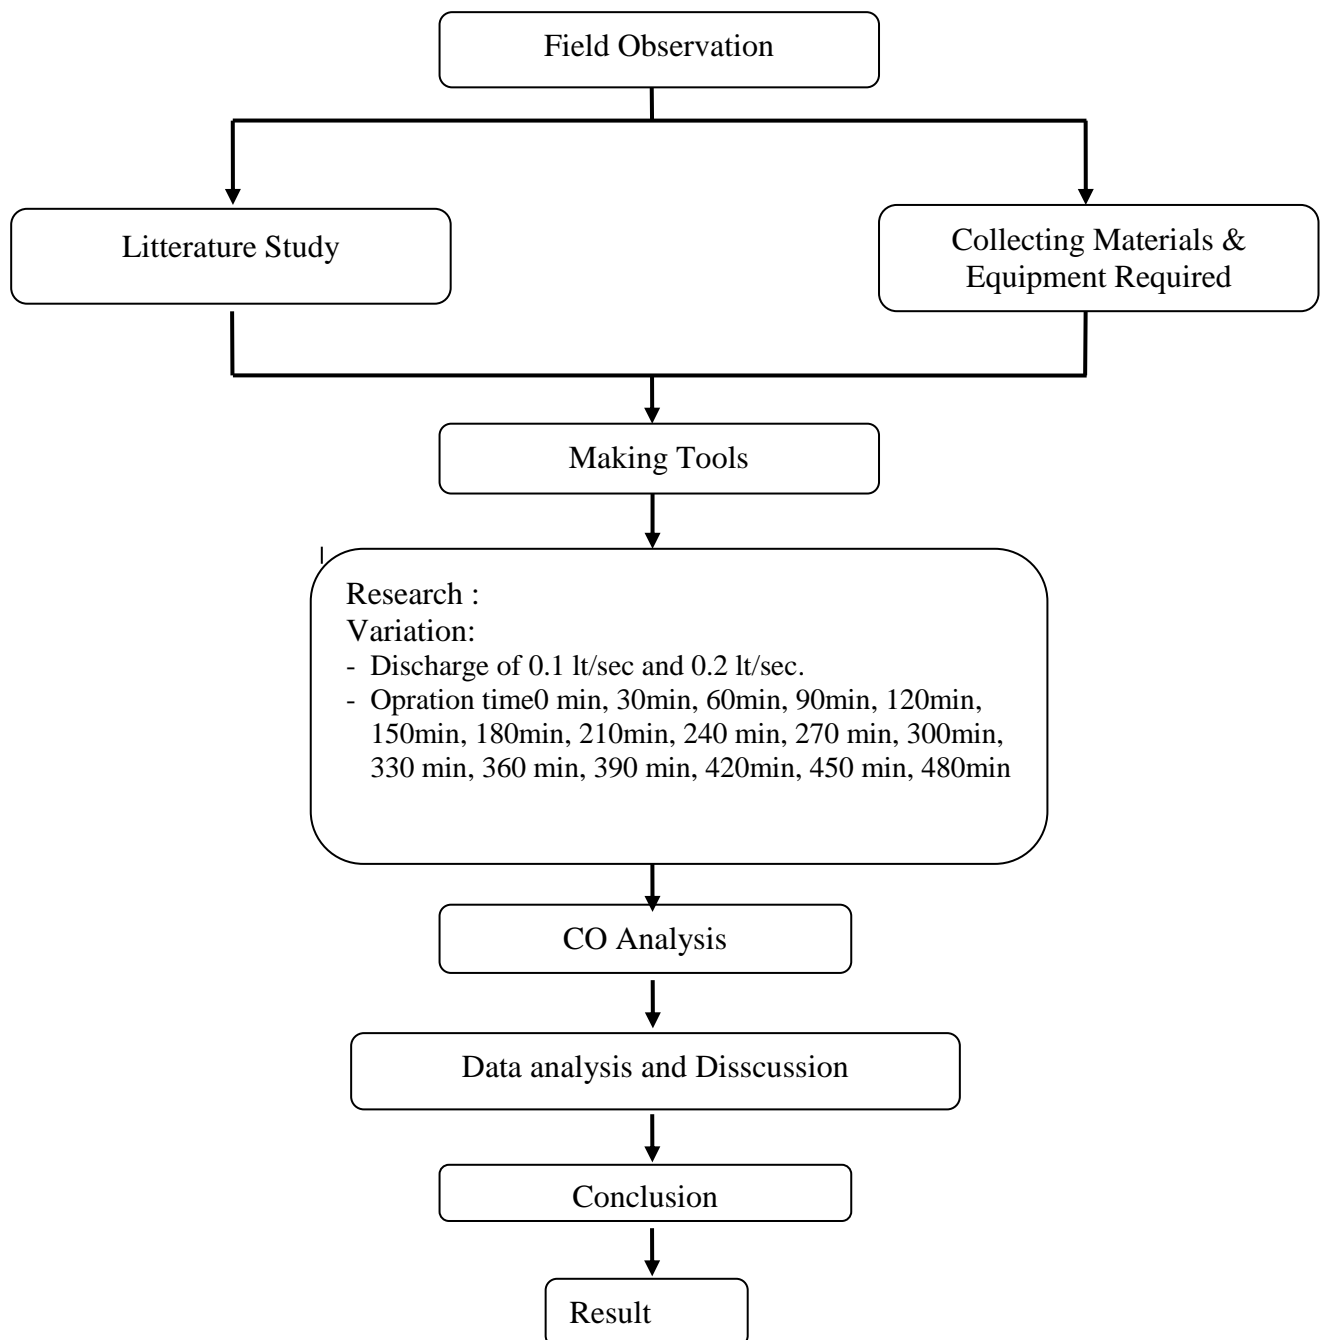 Field Observation
Litterature Study
Collecting Materials &
Equipment Required
Making Tools
Research :
Variation:
- Discharge of 0.1 lt/sec and 0.2 lt/sec.
- Opration time0 min, 30min, 60min, 90min, 120min,
150min, 180min, 210min, 240 min, 270 min, 300min,
330 min, 360 min, 390 min, 420min, 450 min, 480min
CO Analysis
Data analysis and Disscussion
Conclusion
Result